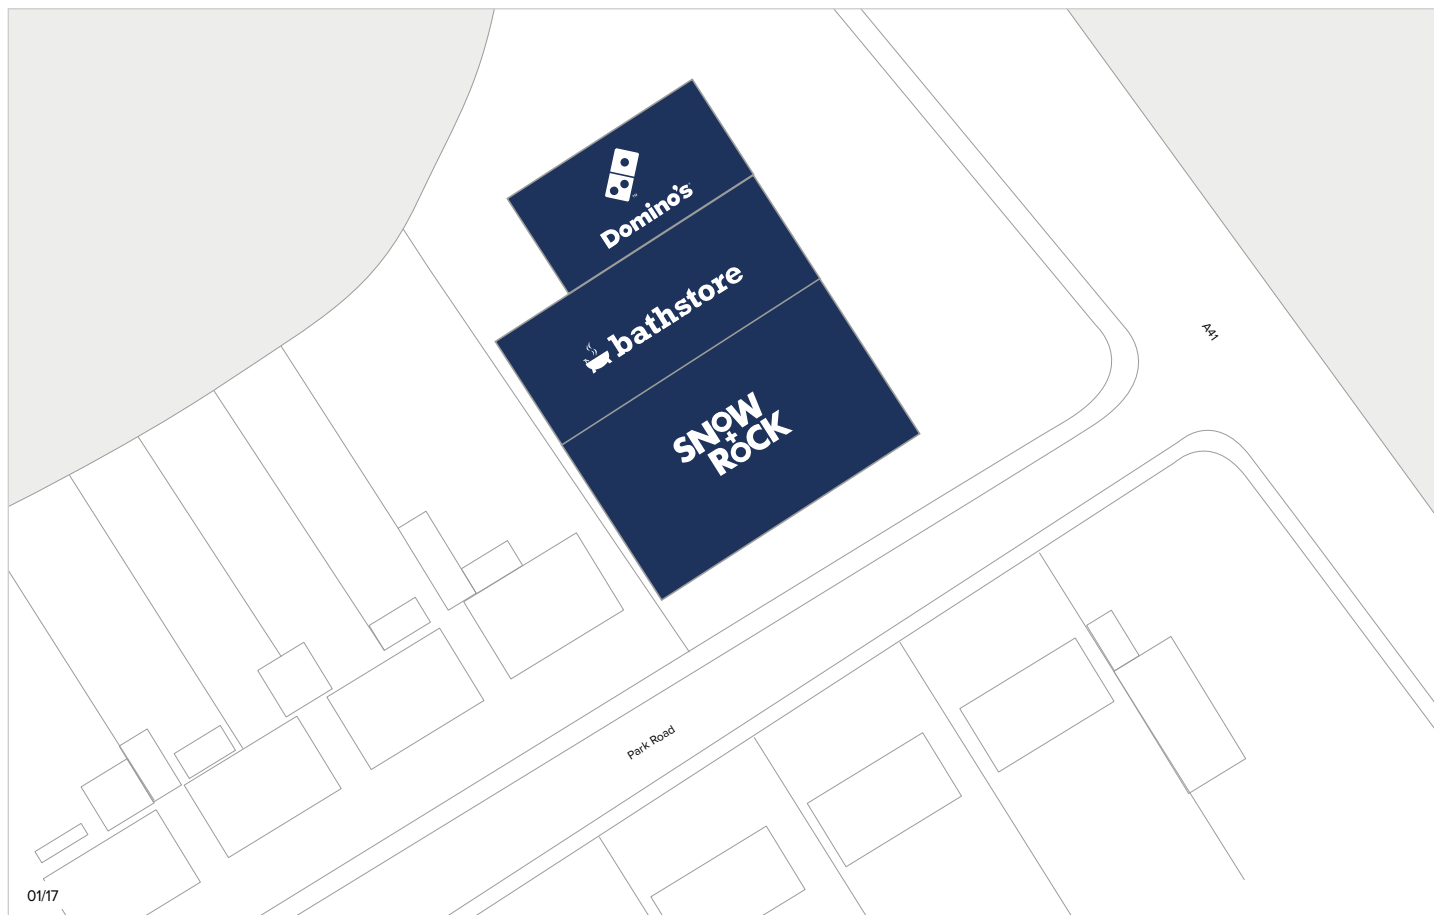 Domino's
bathstore
SNOW
+
ROCK
A41
Park Road
01/17